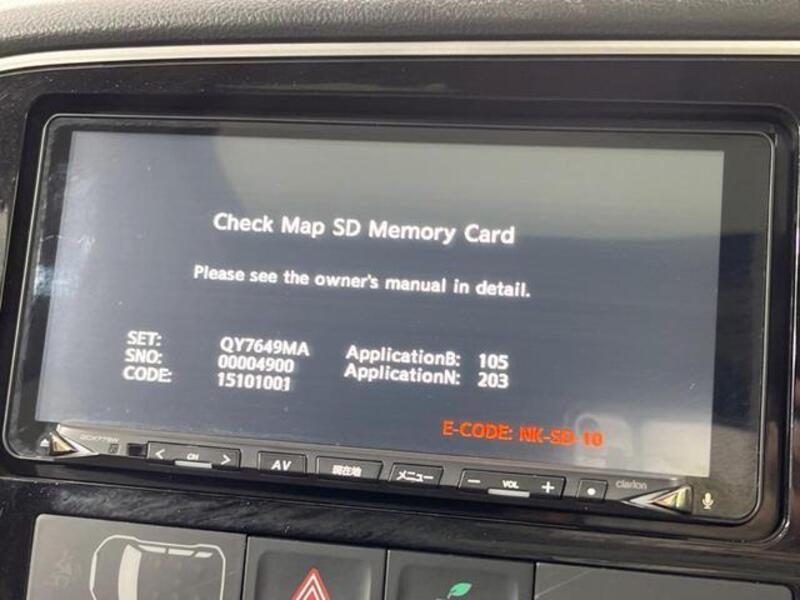 Check Map SD Memory Card
Please see the owner's manual in detail.
SET: QY7649MA
SNO: 00004900
CODE: 15101001
ApplicationB: 105
ApplicationN: 203
E-CODE: NK-SD-10
< CH >
AV
現在地
メニュー
− VOL +
clarion